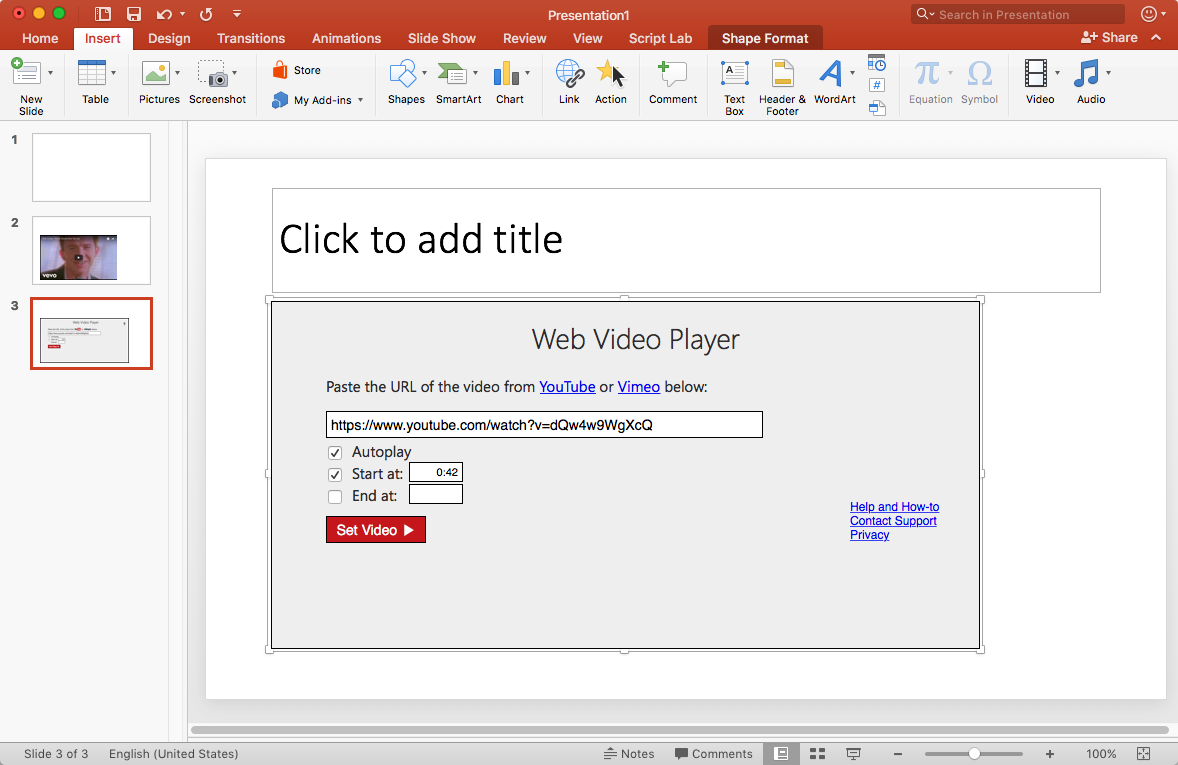 Presentation1
Search in Presentation
Home Insert Design Transitions Animations Slide Show Review View Script Lab Shape Format Share
New Slide
Table
Pictures
Screenshot
Store
My Add-ins
Shapes
SmartArt
Chart
Link
Action
Comment
Text Box
Header & Footer
WordArt
#
Equation
Symbol
Video
Audio
1
2
vevo
3
Web Video Player
Click to add title
Web Video Player
Paste the URL of the video from YouTube or Vimeo below:
https://www.youtube.com/watch?v=dQw4w9WgXcQ
Autoplay
Start at: 0:42
End at:
Set Video
Help and How-to
Contact Support
Privacy
Slide 3 of 3 English (United States) Notes Comments 100%